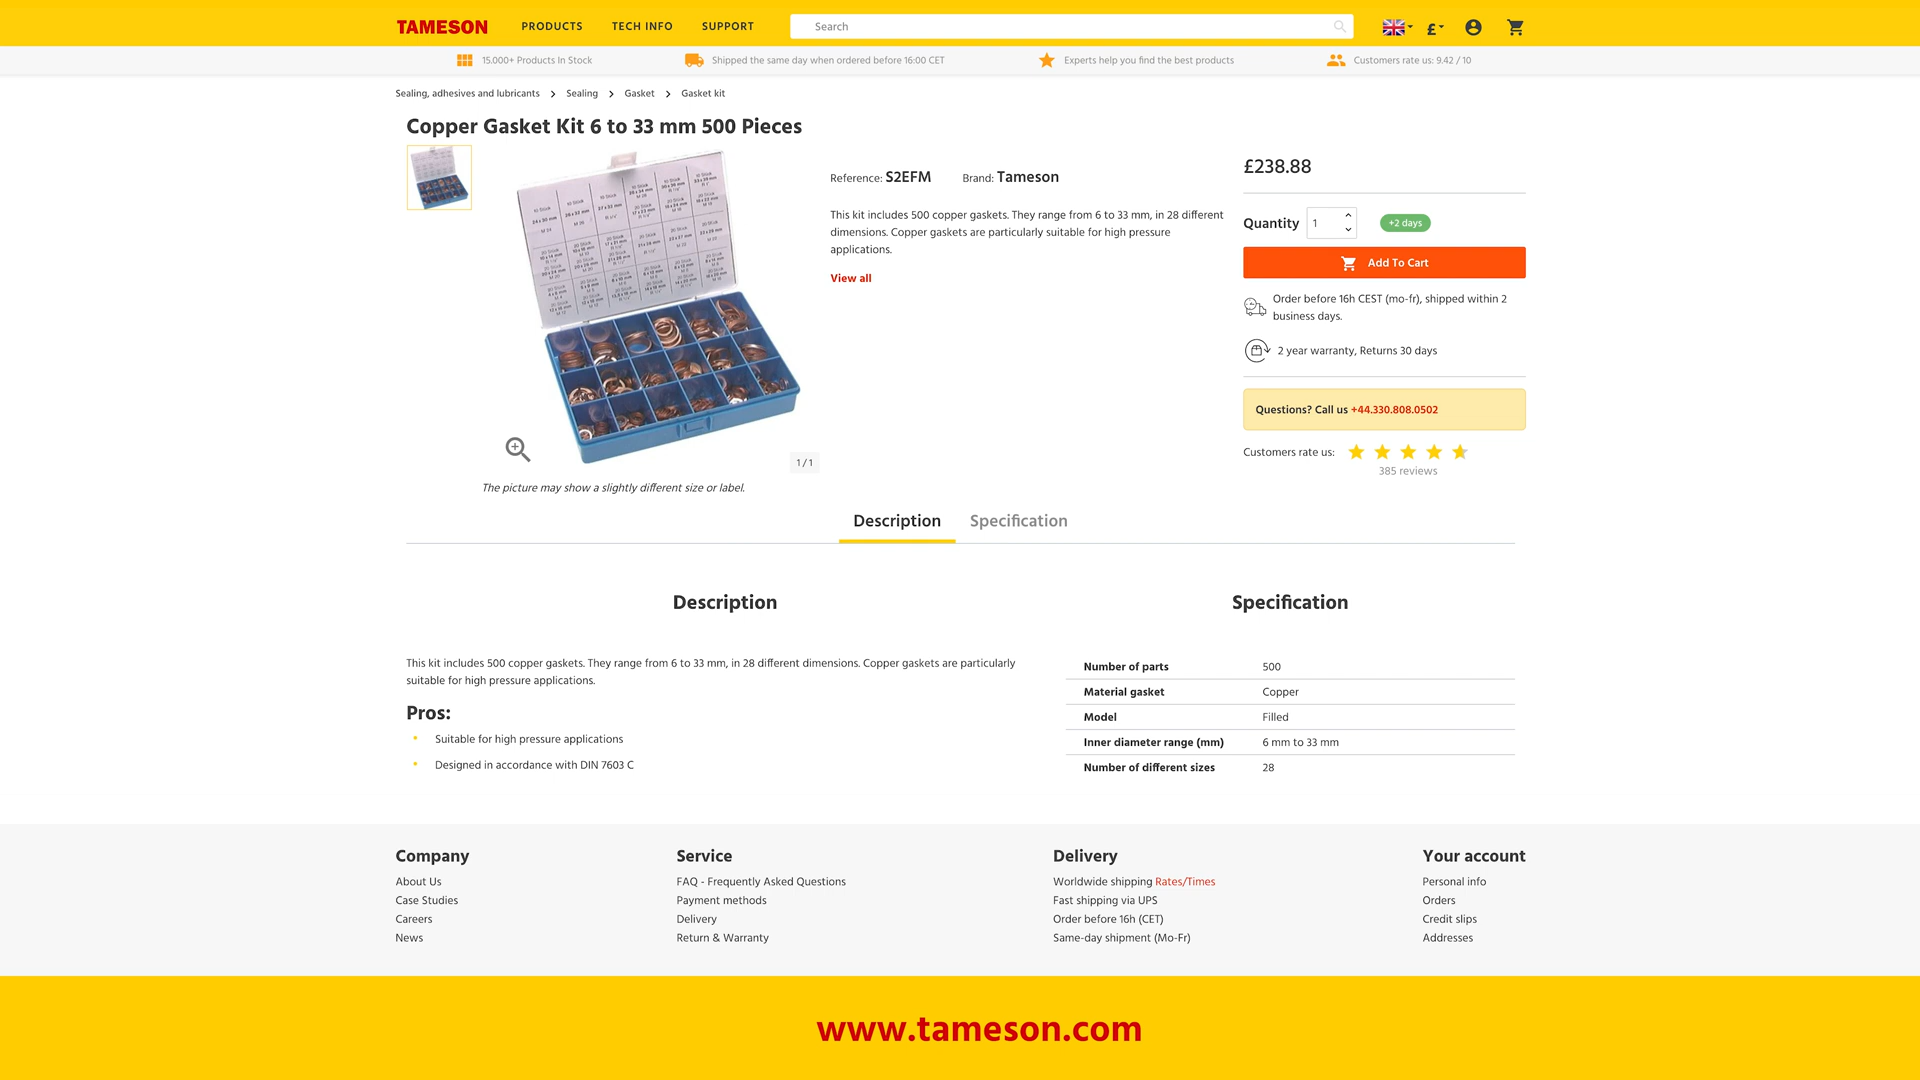 TAMESON
PRODUCTS
TECH INFO
SUPPORT
Search
£
15.000+ Products In Stock
Shipped the same day when ordered before 16:00 CET
Experts help you find the best products
Customers rate us: 9.42 / 10
Sealing, adhesives and lubricants > Sealing > Gasket > Gasket kit
Copper Gasket Kit 6 to 33 mm 500 Pieces
Reference: S2EFM
Brand: Tameson
This kit includes 500 copper gaskets. They range from 6 to 33 mm, in 28 different
dimensions. Copper gaskets are particularly suitable for high pressure
applications.
View all
1 / 1
The picture may show a slightly different size or label.
£238.88
Quantity 1
+2 days
Add To Cart
Order before 16h CEST (mo-fr), shipped within 2
business days.
2 year warranty, Returns 30 days
Questions? Call us +44.330.808.0502
Customers rate us:
385 reviews
Description
Specification
Description
This kit includes 500 copper gaskets. They range from 6 to 33 mm, in 28 different dimensions. Copper gaskets are particularly
suitable for high pressure applications.
Pros:
Suitable for high pressure applications
Designed in accordance with DIN 7603 C
Specification
Number of parts 500
Material gasket Copper
Model Filled
Inner diameter range (mm) 6 mm to 33 mm
Number of different sizes 28
Company
About Us
Case Studies
Careers
News
Service
FAQ - Frequently Asked Questions
Payment methods
Delivery
Return & Warranty
Delivery
Worldwide shipping Rates/Times
Fast shipping via UPS
Order before 16h (CET)
Same-day shipment (Mo-Fr)
Your account
Personal info
Orders
Credit slips
Addresses
www.tameson.com